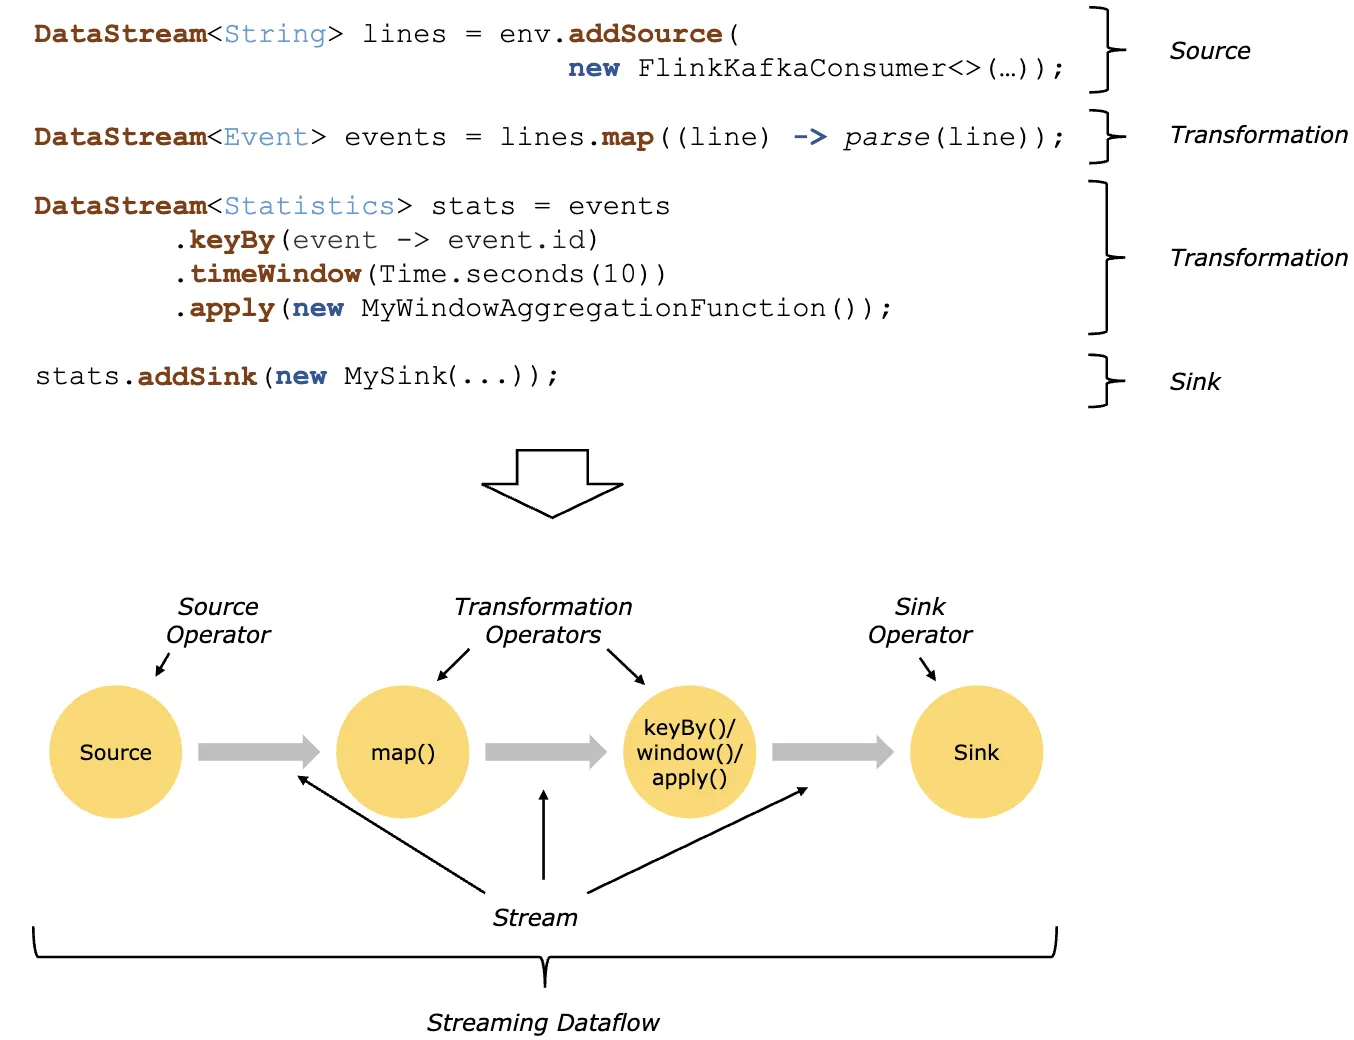 DataStream<String> lines = env.addSource(
new FlinkKafkaConsumer<>(…));
Source
DataStream<Event> events = lines.map((line) -> parse(line));
Transformation
DataStream<Statistics> stats = events
.keyBy(event -> event.id)
.timeWindow(Time.seconds(10))
.apply(new MyWindowAggregationFunction());
Transformation
stats.addSink(new MySink(...));
Sink
Source
Operator
Transformation
Operators
Sink
Operator
Source
map()
keyBy()/
window()/
apply()
Sink
Stream
Streaming Dataflow